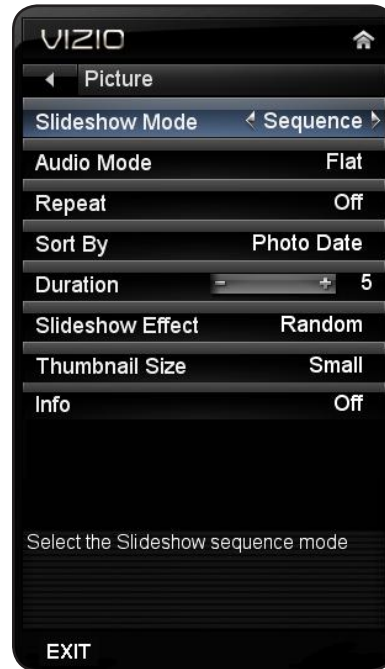 VIZIO
Picture
Slideshow Mode Sequence
Audio Mode Flat
Repeat Off
Sort By Photo Date
Duration - + 5
Slideshow Effect Random
Thumbnail Size Small
Info Off
Select the Slideshow sequence mode
EXIT